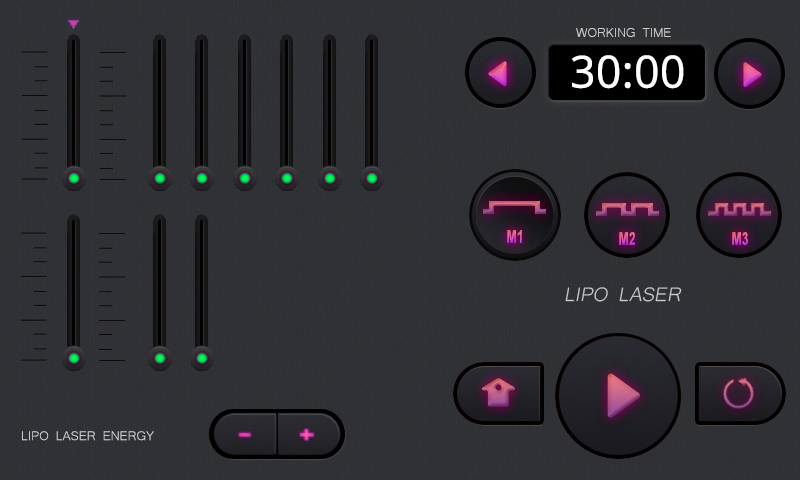 WORKING TIME
30:00
M1
M2
M3
LIPO LASER
LIPO LASER ENERGY